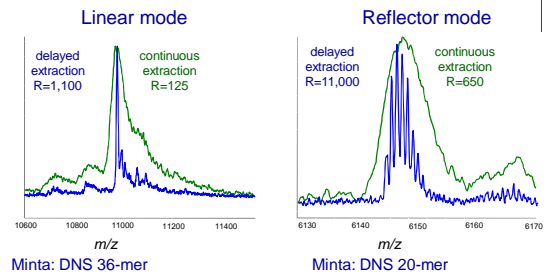 Linear mode
delayed
extraction
R=1,100
continuous
extraction
R=125
10600
10800
11000
11200
11400
m/z
Minta: DNS 36-mer
Reflector mode
delayed
extraction
R=11,000
continuous
extraction
R=650
6130
6140
6150
6160
6170
m/z
Minta: DNS 20-mer